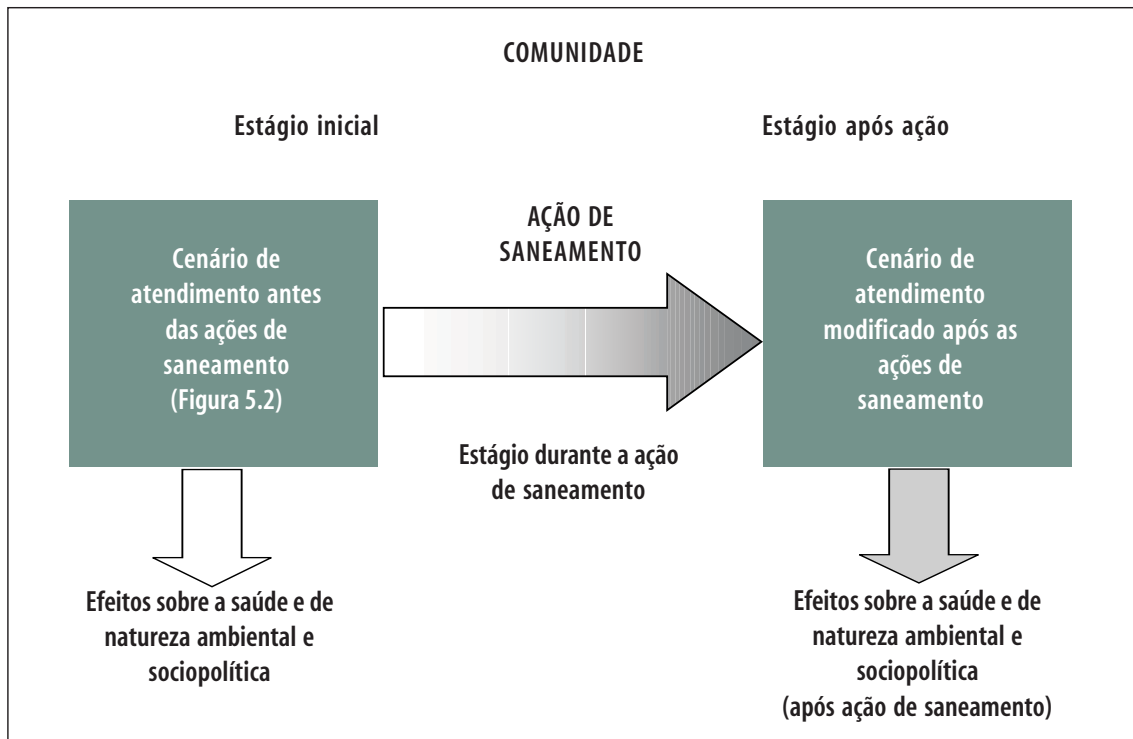 COMUNIDADE
Estágio inicial
Estágio após ação
Cenário de
atendimento antes
das ações de
saneamento
(Figura 5.2)
AÇÃO DE
SANEAMENTO
Estágio durante a ação
de saneamento
Cenário de
atendimento
modificado após as
ações de
saneamento
Efeitos sobre a saúde e de
natureza ambiental e
sociopolítica
Efeitos sobre a saúde e de
natureza ambiental e
sociopolítica
(após ação de saneamento)